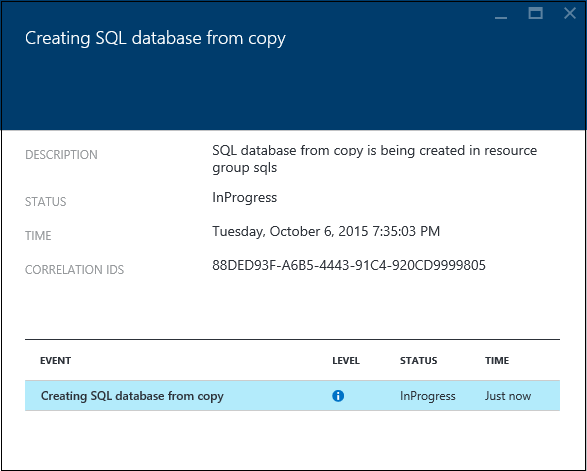 Creating SQL database from copy
DESCRIPTION SQL database from copy is being created in resource
group sqls
STATUS InProgress
TIME Tuesday, October 6, 2015 7:35:03 PM
CORRELATION IDS 88DED93F-A6B5-4443-91C4-920CD9999805
EVENT LEVEL STATUS TIME
Creating SQL database from copy InProgress Just now